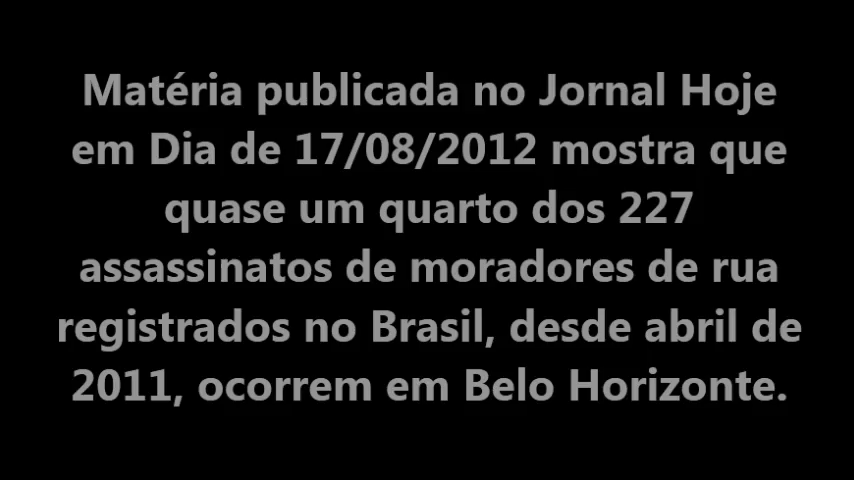 Matéria publicada no Jornal Hoje
em Dia de 17/08/2012 mostra que
quase um quarto dos 227
assassinatos de moradores de rua
registrados no Brasil, desde abril de
2011, ocorrem em Belo Horizonte.